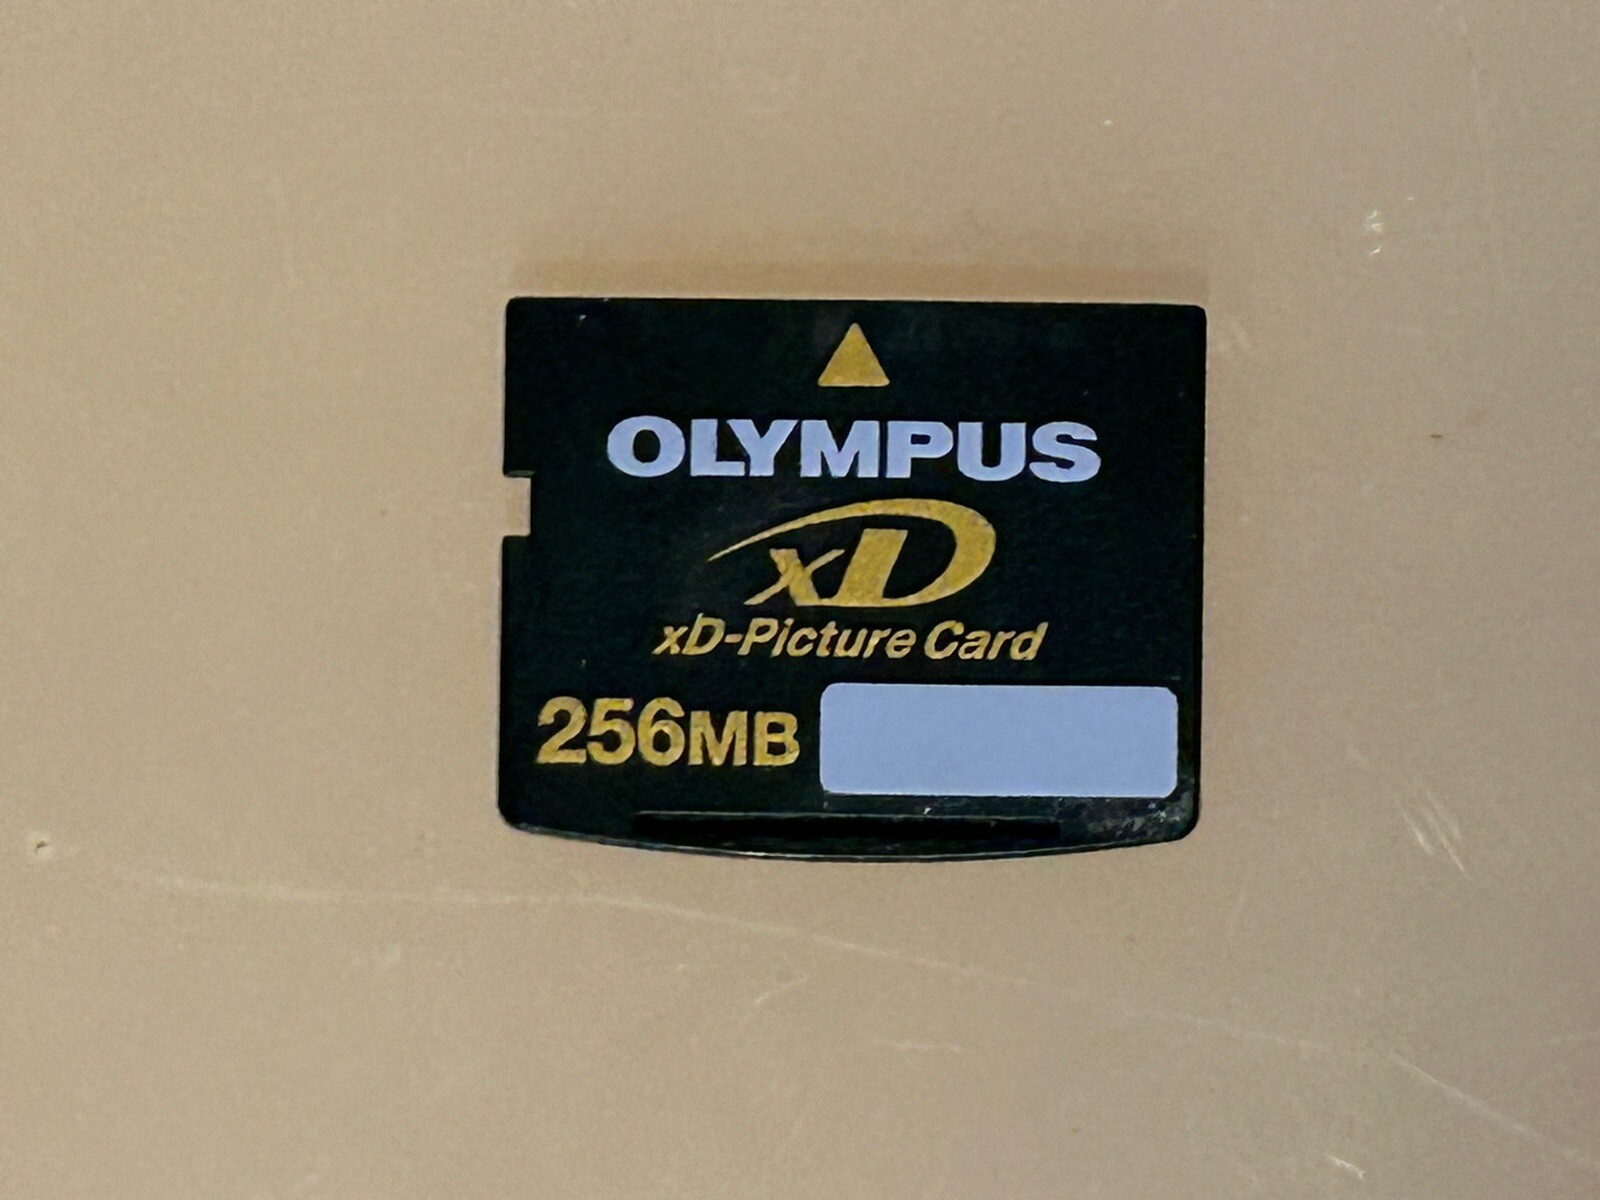 OLYMPUS
xD
xD-Picture Card
256MB